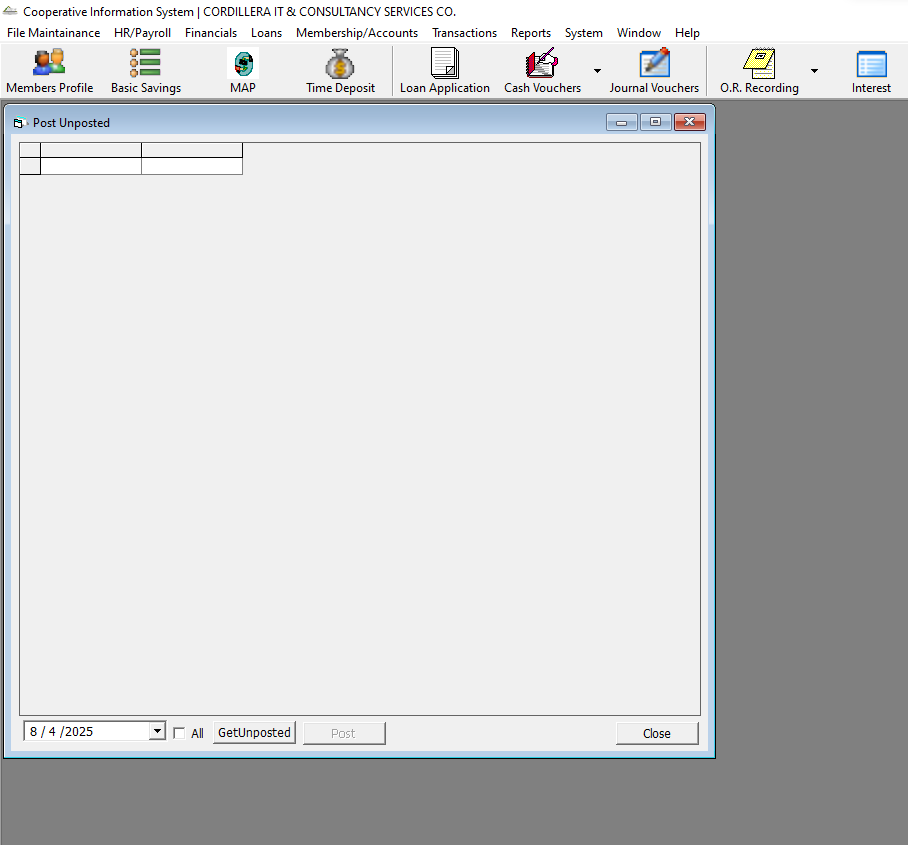 Cooperative Information System | CORDILLERA IT & CONSULTANCY SERVICES CO.
File Maintainance HR/Payroll Financials Loans Membership/Accounts Transactions Reports System Window Help
Members Profile Basic Savings MAP Time Deposit Loan Application Cash Vouchers Journal Vouchers O.R. Recording Interest
Post Unposted
8 / 4 /2025 All GetUnposted Post Close